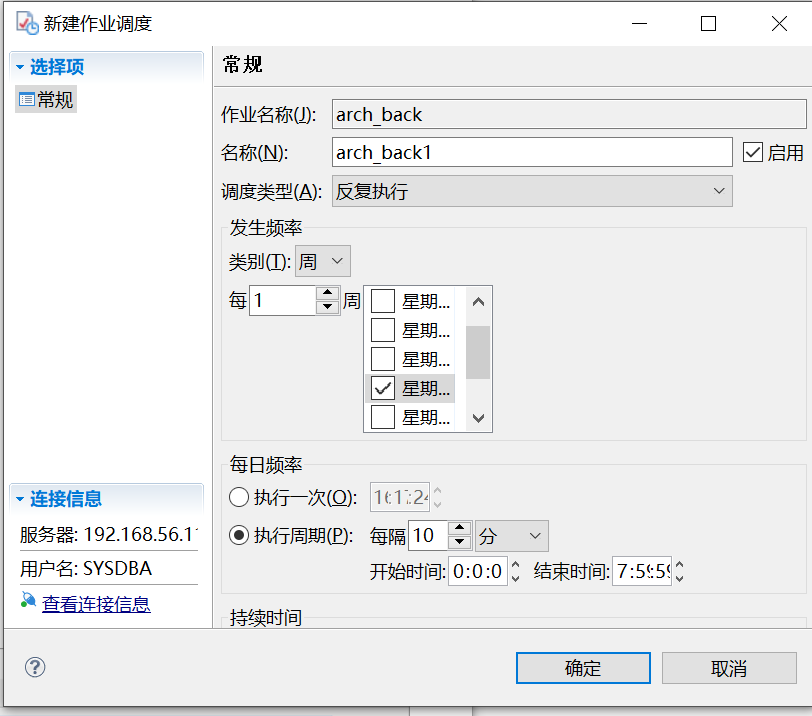 新建作业调度
选择项
常规
常规
作业名称(J): arch_back
名称(N): arch_back1 启用
调度类型(A): 反复执行
发生频率
类别(T): 周
每 1 周
星期...
星期...
星期...
星期...
星期...
每日频率
执行一次(O):
执行周期(P): 每隔 10 分
开始时间: 0:0:0 结束时间: 7:59:59
持续时间
连接信息
服务器: 192.168.56.1
用户名: SYSDBA
查看连接信息
确定 取消